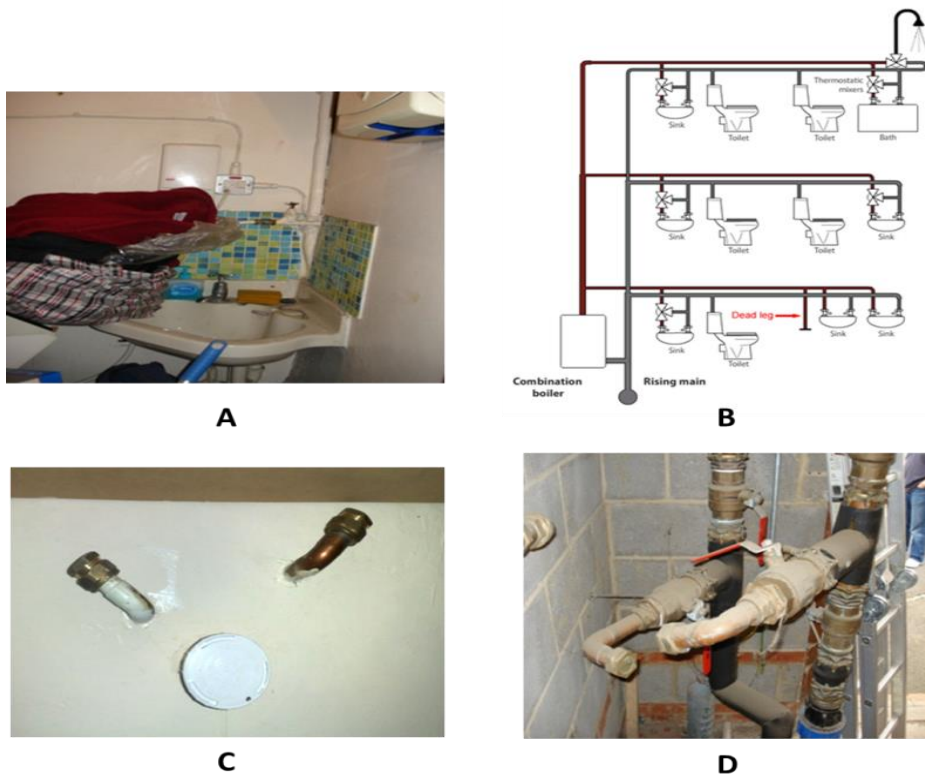 Thermostatic
mixers
Sink
Toilet
Toilet
Bath
Sink
Toilet
Toilet
Sink
Dead leg
Sink
Toilet
Sink
Sink
Combination
boiler
Rising main
A
B
C
D